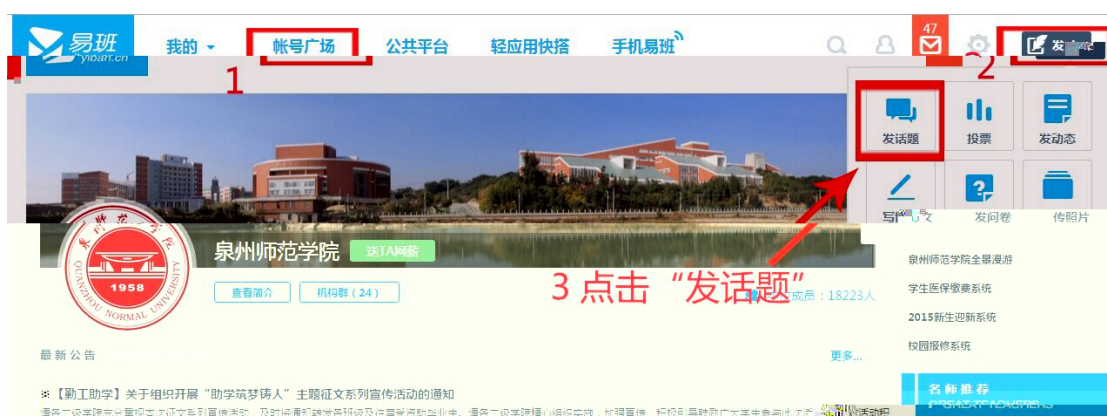 易班 我的 帐号广场 公共平台 轻应用快搭 手机易班 47
yiban.cn
1
2
发话题 投票 发动态
发问卷 传照片
泉州师范学院 送TA网薪
QUANZHOU NORMAL UNIVERSITY
1958
查看简介 机构群(24)
3 点击“发话题”
成员:18223人
泉州师范学院全景漫游
学生医保缴费系统
2015新生迎新系统
校园报修系统
最新公告 更多...
【勤工助学】关于组织开展“助学筑梦铸人”主题征文系列宣传活动的通知
名师推荐